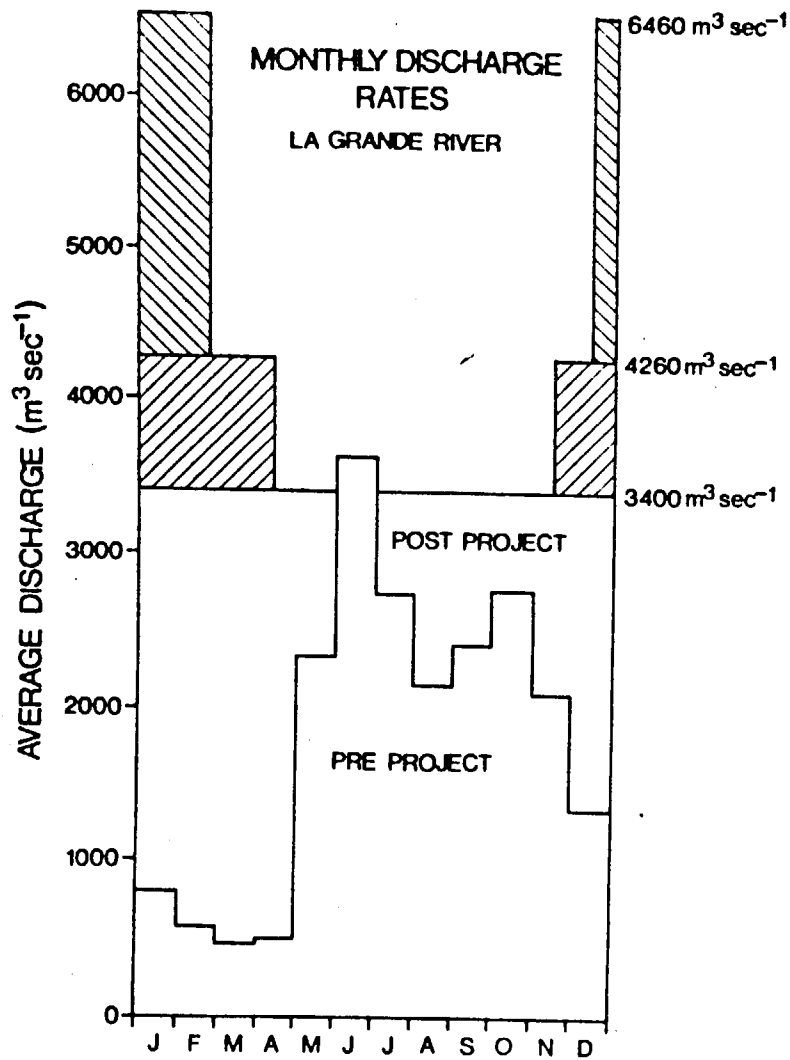 MONTHLY DISCHARGE
RATES
LA GRANDE RIVER
6460 m³ sec⁻¹
6000
5000
4260 m³ sec⁻¹
4000
3400 m³ sec⁻¹
POST PROJECT
3000
2000
PRE PROJECT
1000
0
AVERAGE DISCHARGE (m³ sec⁻¹)
J F M A M J J A S O N D